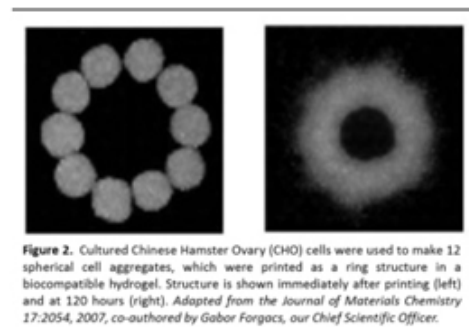 Figure 2. Cultured Chinese Hamster Ovary (CHO) cells were used to make 12
spherical cell aggregates, which were printed as a ring structure in a
biocompatible hydrogel. Structure is shown immediately after printing (left)
and at 120 hours (right). Adapted from the Journal of Materials Chemistry
17:2054, 2007, co-authored by Gabor Forgacs, our Chief Scientific Officer.